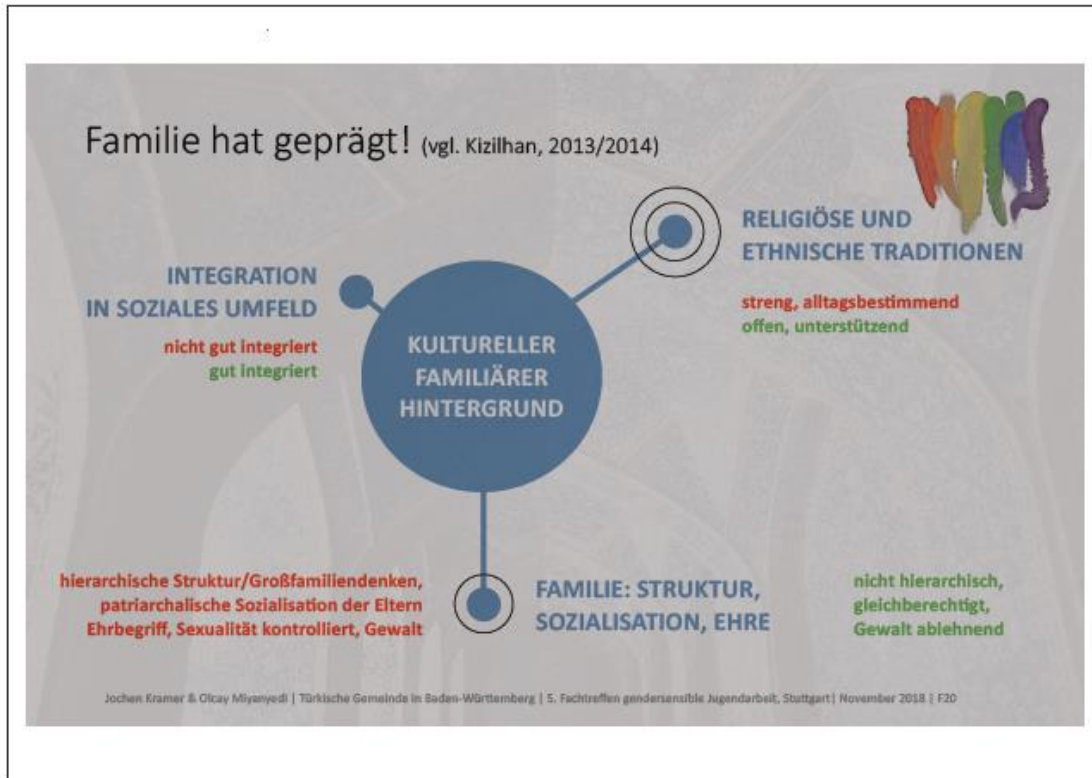 Familie hat geprägt! (vgl. Kizilhan, 2013/2014)
RELIGIÖSE UND
ETHNISCHE TRADITIONEN
streng, alltagsbestimmend
offen, unterstützend
INTEGRATION
IN SOZIALES UMFELD
nicht gut integriert
gut integriert
KULTURELLER
FAMILIÄRER
HINTERGRUND
hierarchische Struktur/Großfamiliendenken,
patriarchalische Sozialisation der Eltern
Ehrbegriff, Sexualität kontrolliert, Gewalt
FAMILIE: STRUKTUR,
SOZIALISATION, EHRE
nicht hierarchisch,
gleichberechtigt,
Gewalt ablehnend
Jochen Kramer & Olcay Miyanyedi | Türkische Gemeinde in Baden-Württemberg | 5. Fachtreffen gendersensible Jugendarbeit, Stuttgart| November 2018 | F20